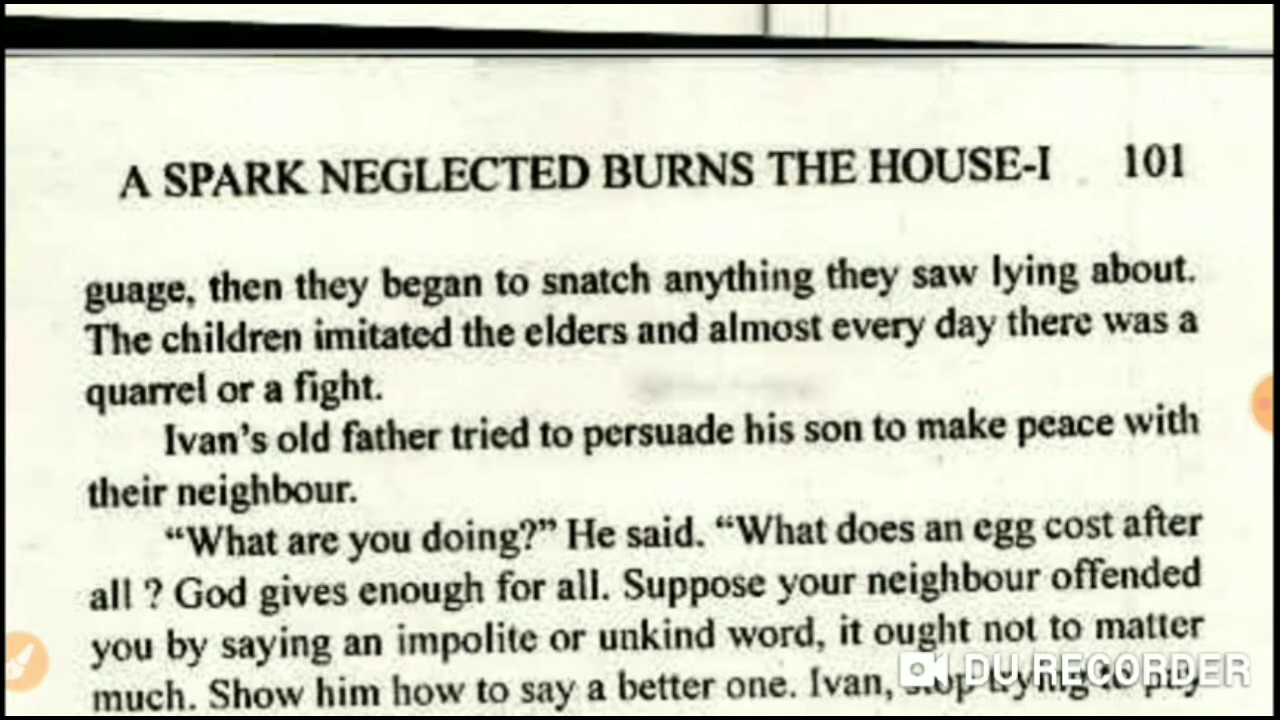 A SPARK NEGLECTED BURNS THE HOUSE-I 101
guage, then they began to snatch anything they saw lying about.
The children imitated the elders and almost every day there was a
quarrel or a fight.
Ivan's old father tried to persuade his son to make peace with
their neighbour.
"What are you doing?" He said. "What does an egg cost after
all ? God gives enough for all. Suppose your neighbour offended
you by saying an impolite or unkind word, it ought not to matter
much. Show him how to say a better one. Ivan, stop trying to pay
DU RECORDER